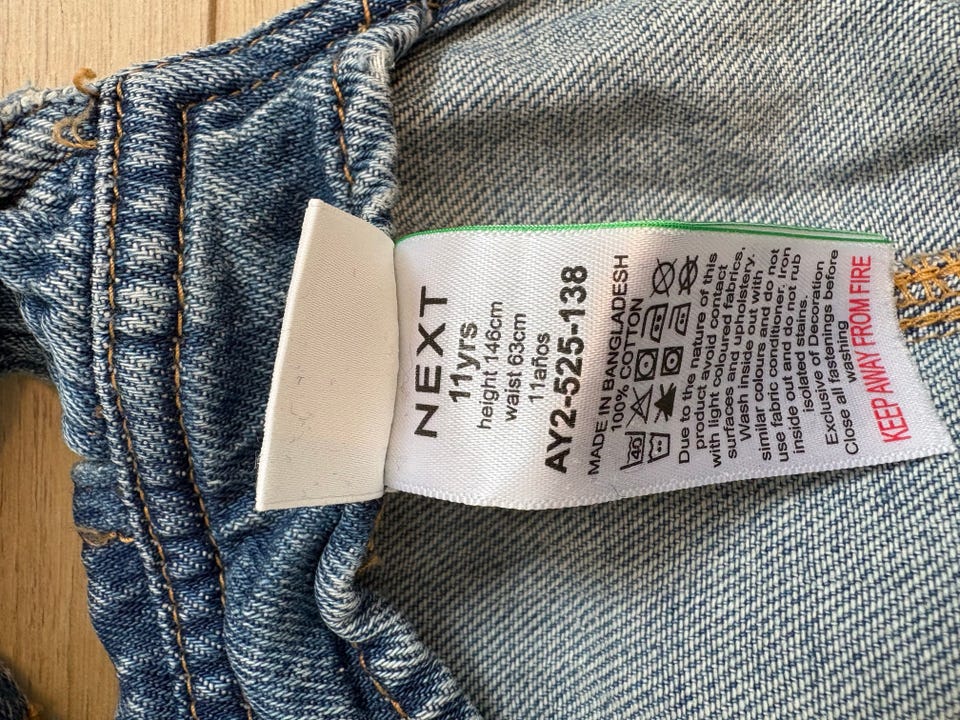 NEXT
11yrs
height 146cm
waist 63cm
11 años
AY2-525-138
MADE IN BANGLADESH
100% COTTON
40
Due to the nature of this
product avoid contact
with light coloured fabrics,
surfaces and upholstery.
Wash inside out with
similar colours and do not
use fabric conditioner. Iron
inside out and do not rub
isolated stains.
Exclusive of Decoration
Close all fastenings before
washing
KEEP AWAY FROM FIRE